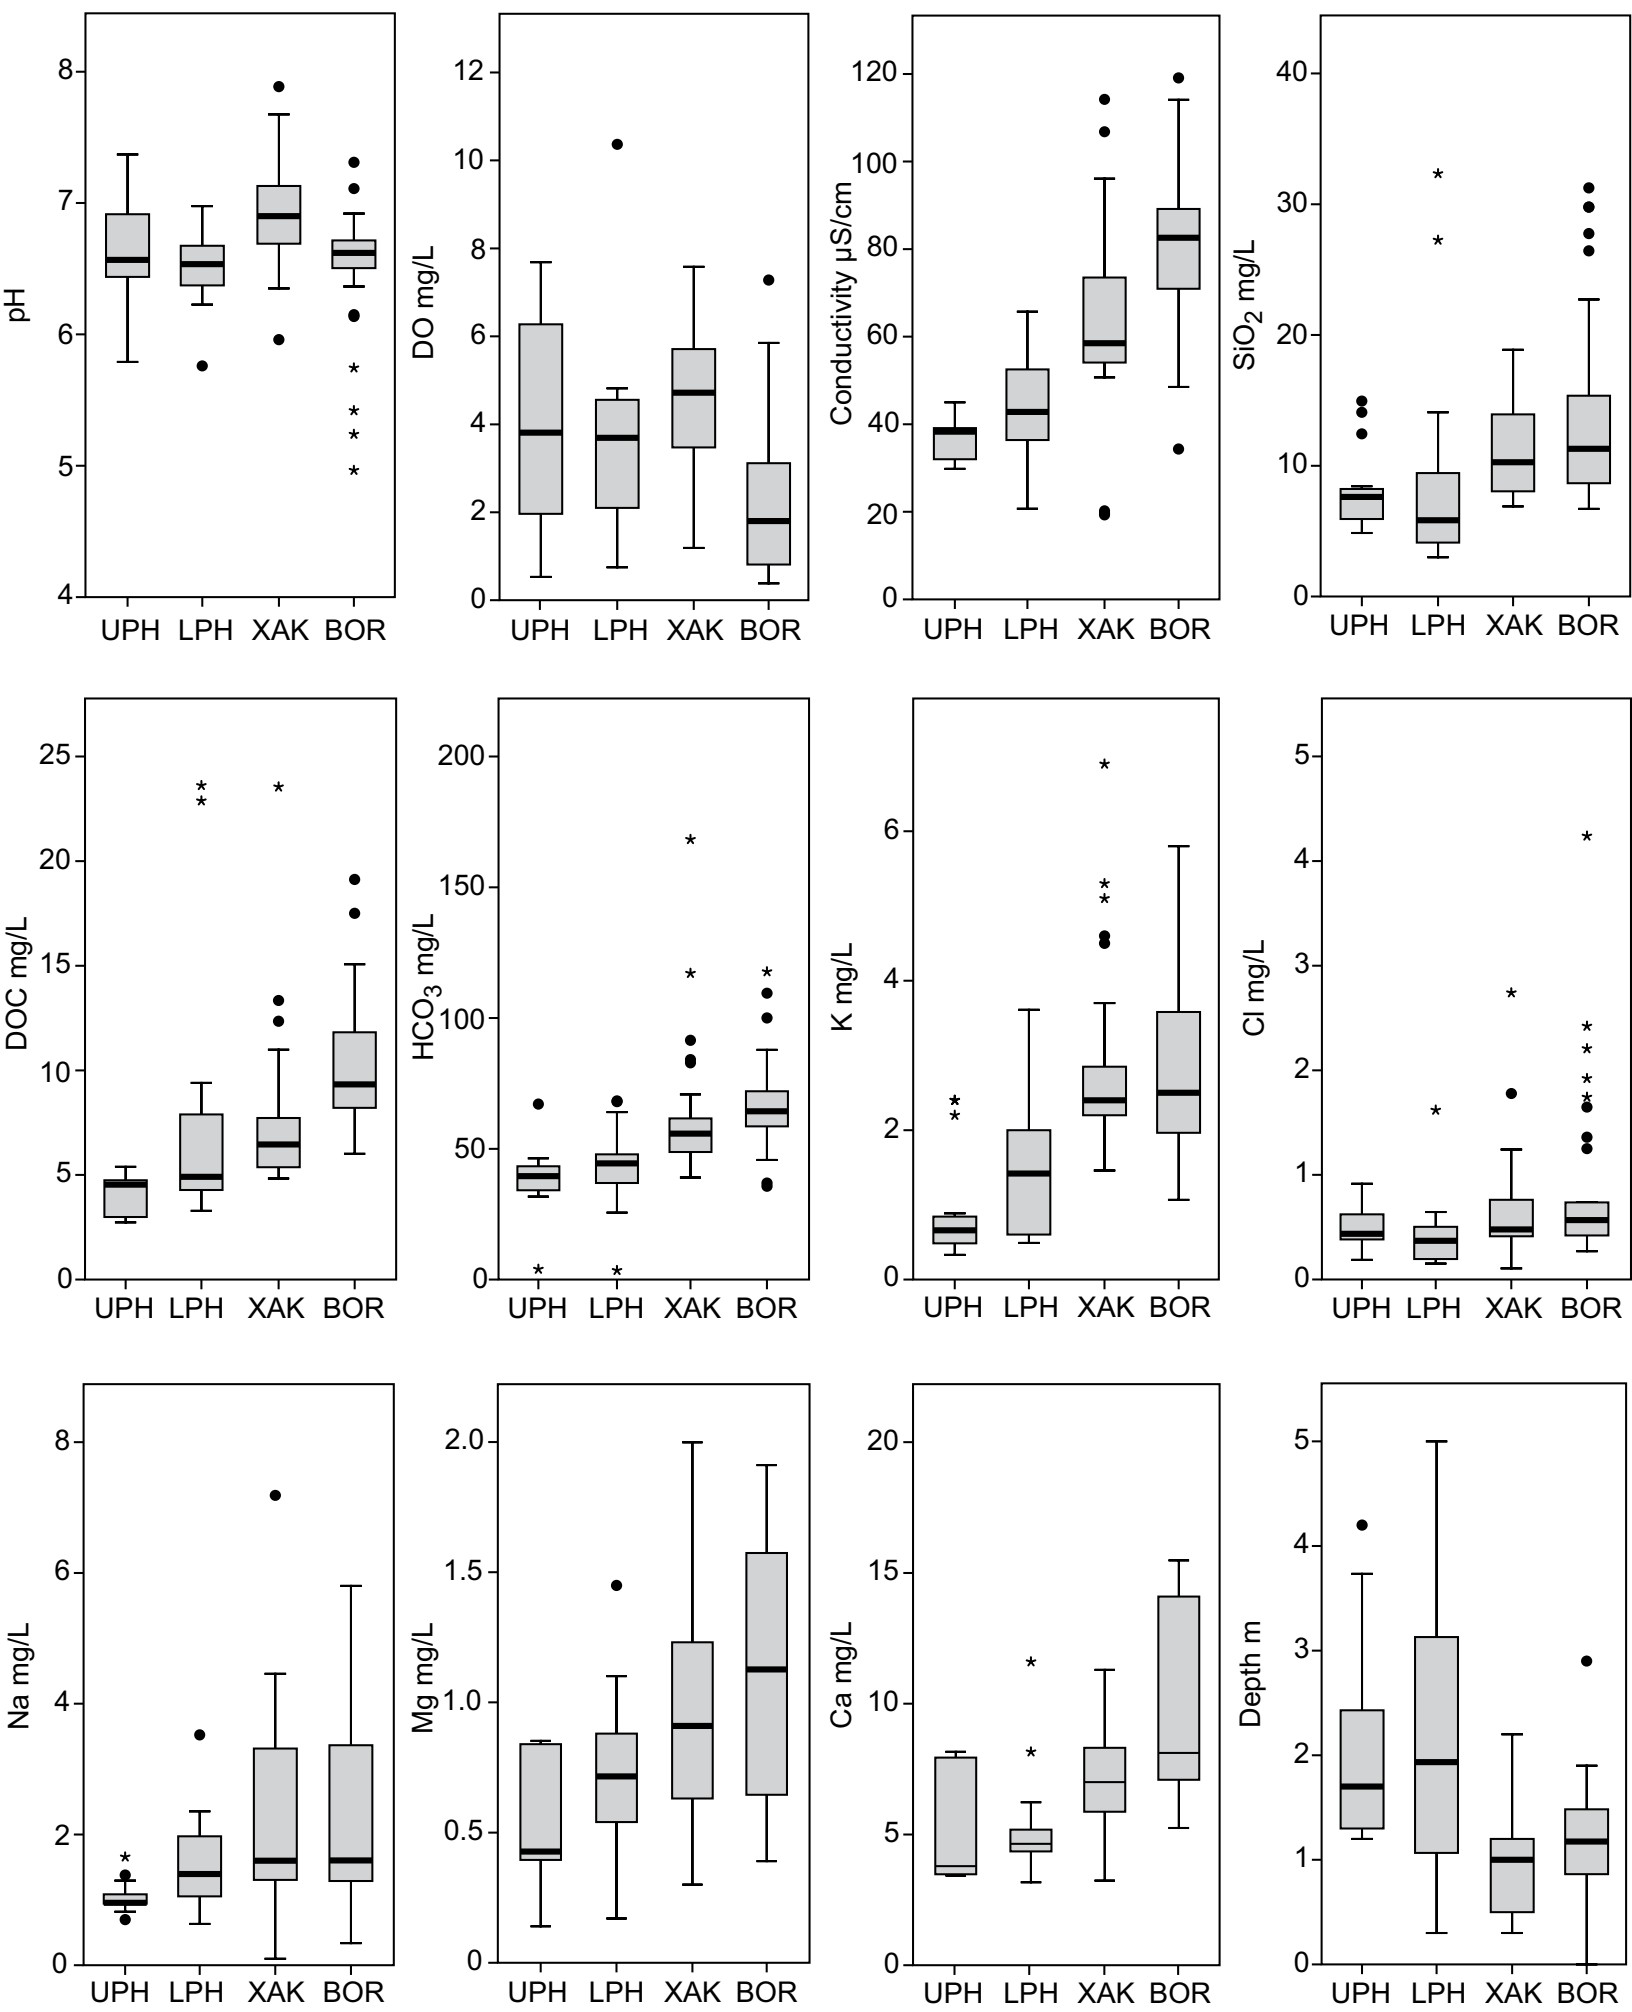 pH
8
7
6
5
4
UPH LPH XAK BOR
DO mg/L
12
10
8
6
4
2
0
UPH LPH XAK BOR
Conductivity µS/cm
120
100
80
60
40
20
0
UPH LPH XAK BOR
SiO2 mg/L
40
30
20
10
0
UPH LPH XAK BOR
DOC mg/L
25
20
15
10
5
0
UPH LPH XAK BOR
HCO3 mg/L
200
150
100
50
0
UPH LPH XAK BOR
K mg/L
6
4
2
0
UPH LPH XAK BOR
Cl mg/L
5
4
3
2
1
0
UPH LPH XAK BOR
Na mg/L
8
6
4
2
0
UPH LPH XAK BOR
Mg mg/L
2.0
1.5
1.0
0.5
0
UPH LPH XAK BOR
Ca mg/L
20
15
10
5
0
UPH LPH XAK BOR
Depth m
5
4
3
2
1
0
UPH LPH XAK BOR